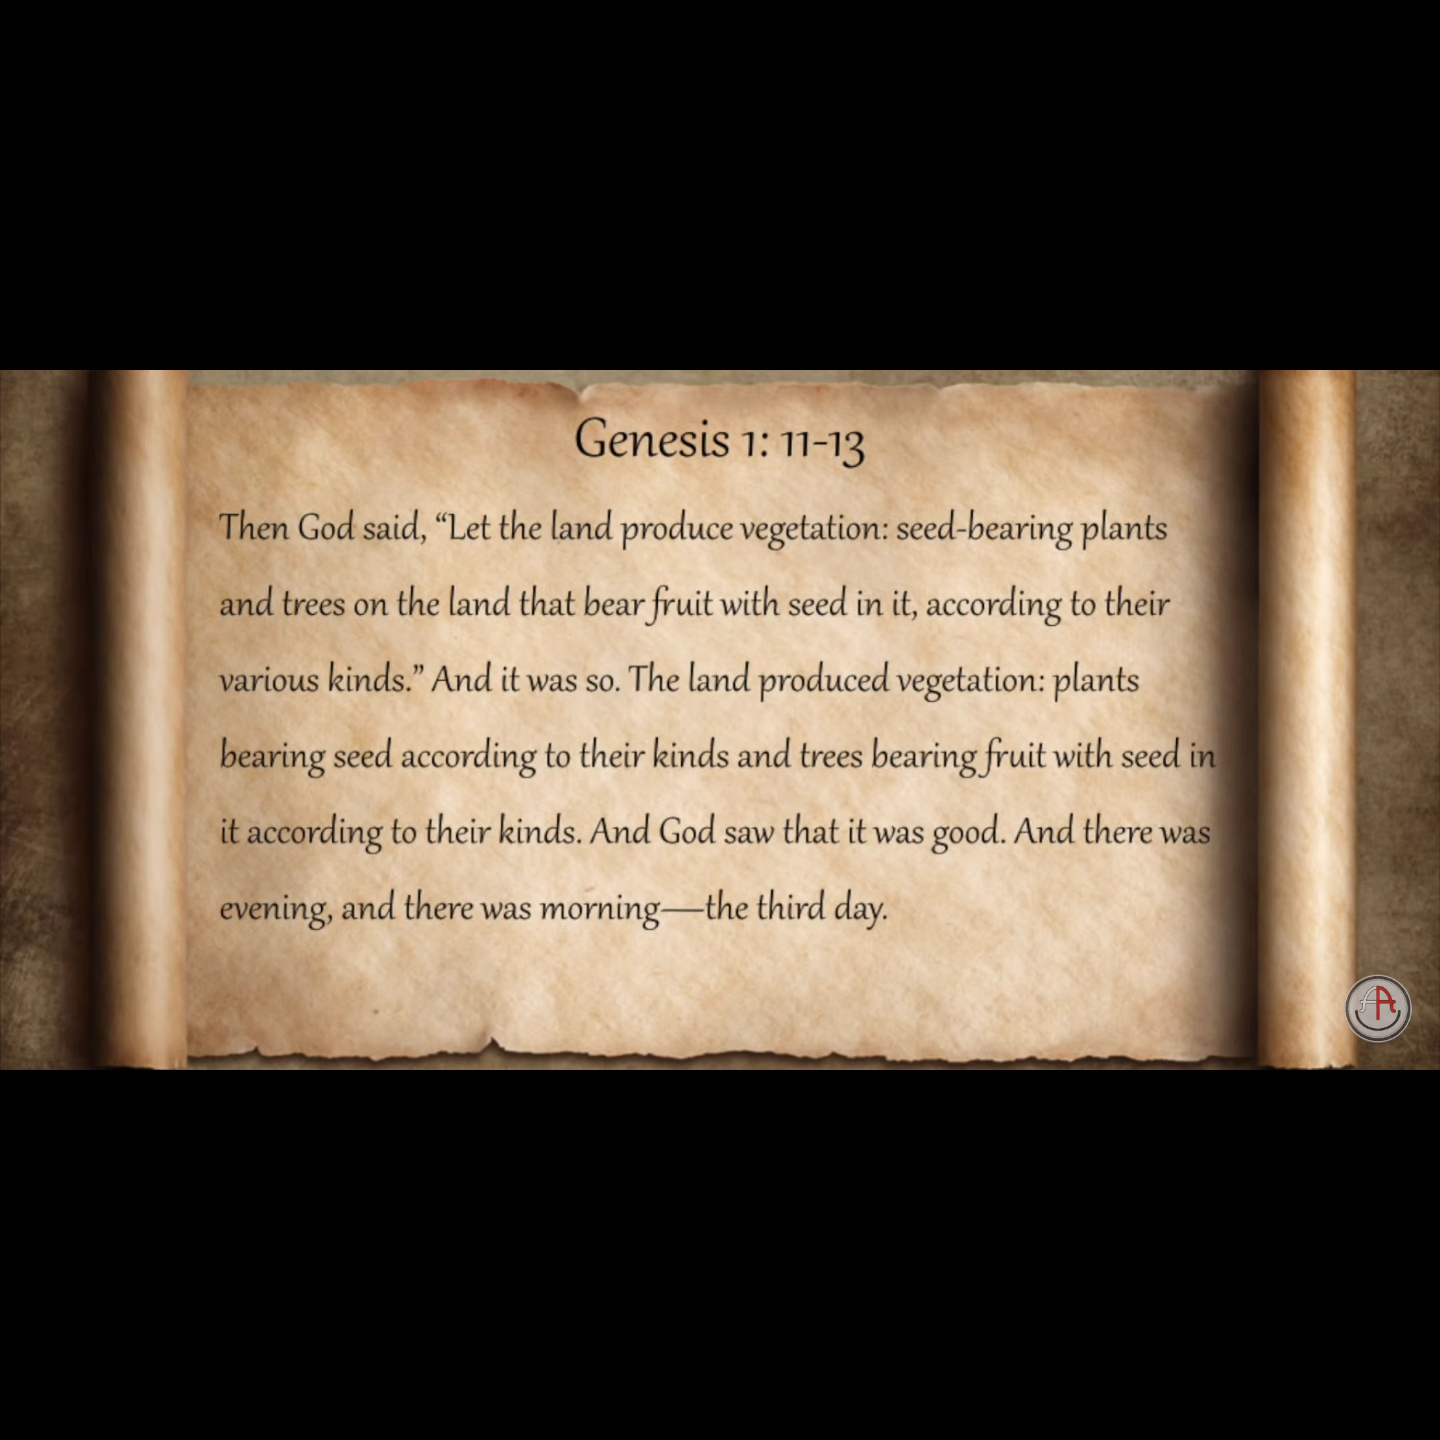 Genesis 1: 11-13
Then God said, “Let the land produce vegetation: seed-bearing plants
and trees on the land that bear fruit with seed in it, according to their
various kinds.” And it was so. The land produced vegetation: plants
bearing seed according to their kinds and trees bearing fruit with seed in
it according to their kinds. And God saw that it was good. And there was
evening, and there was morning—the third day.